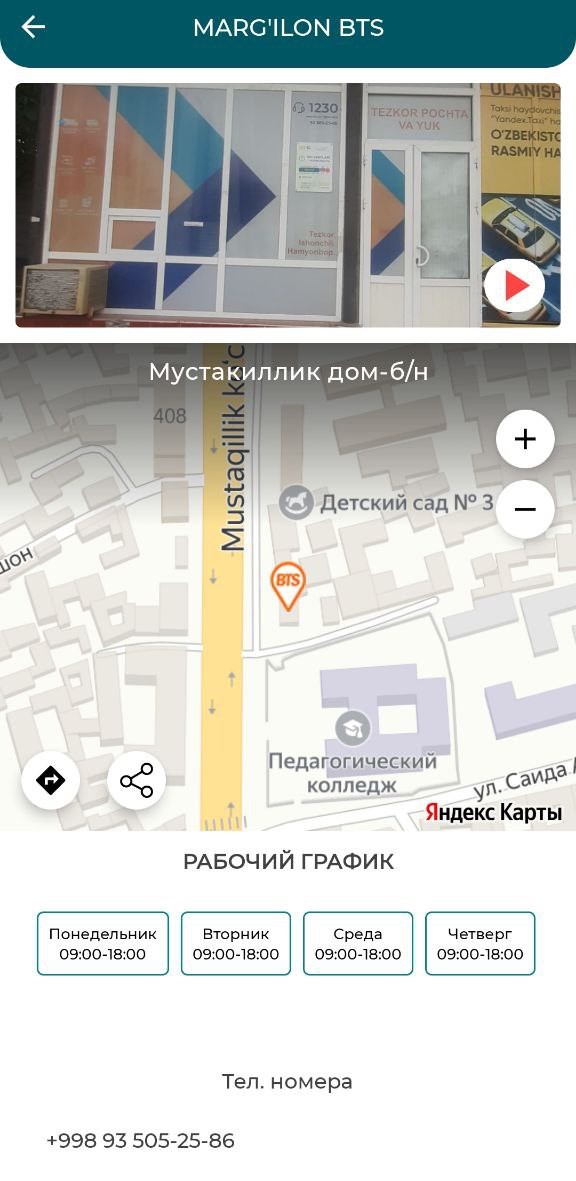 MARG'ILON BTS
1230
TEZKOR POCHTA
VA YUK
ULANISH
Taksi haydovchis
"Yandex.Taxi" ha
O'ZBEKISTO
RASMIY HA
Tezkor
Ishonchli
Hamyonbop
Мустакиллик дом-б/н
408
Mustaqillik ko'c
Детский сад № 3
шон
BTS
Педагогический
колледж
ул. Саида А
Яндекс Карты
РАБОЧИЙ ГРАФИК
Понедельник
09:00-18:00
Вторник
09:00-18:00
Среда
09:00-18:00
Четверг
09:00-18:00
Тел. номера
+998 93 505-25-86